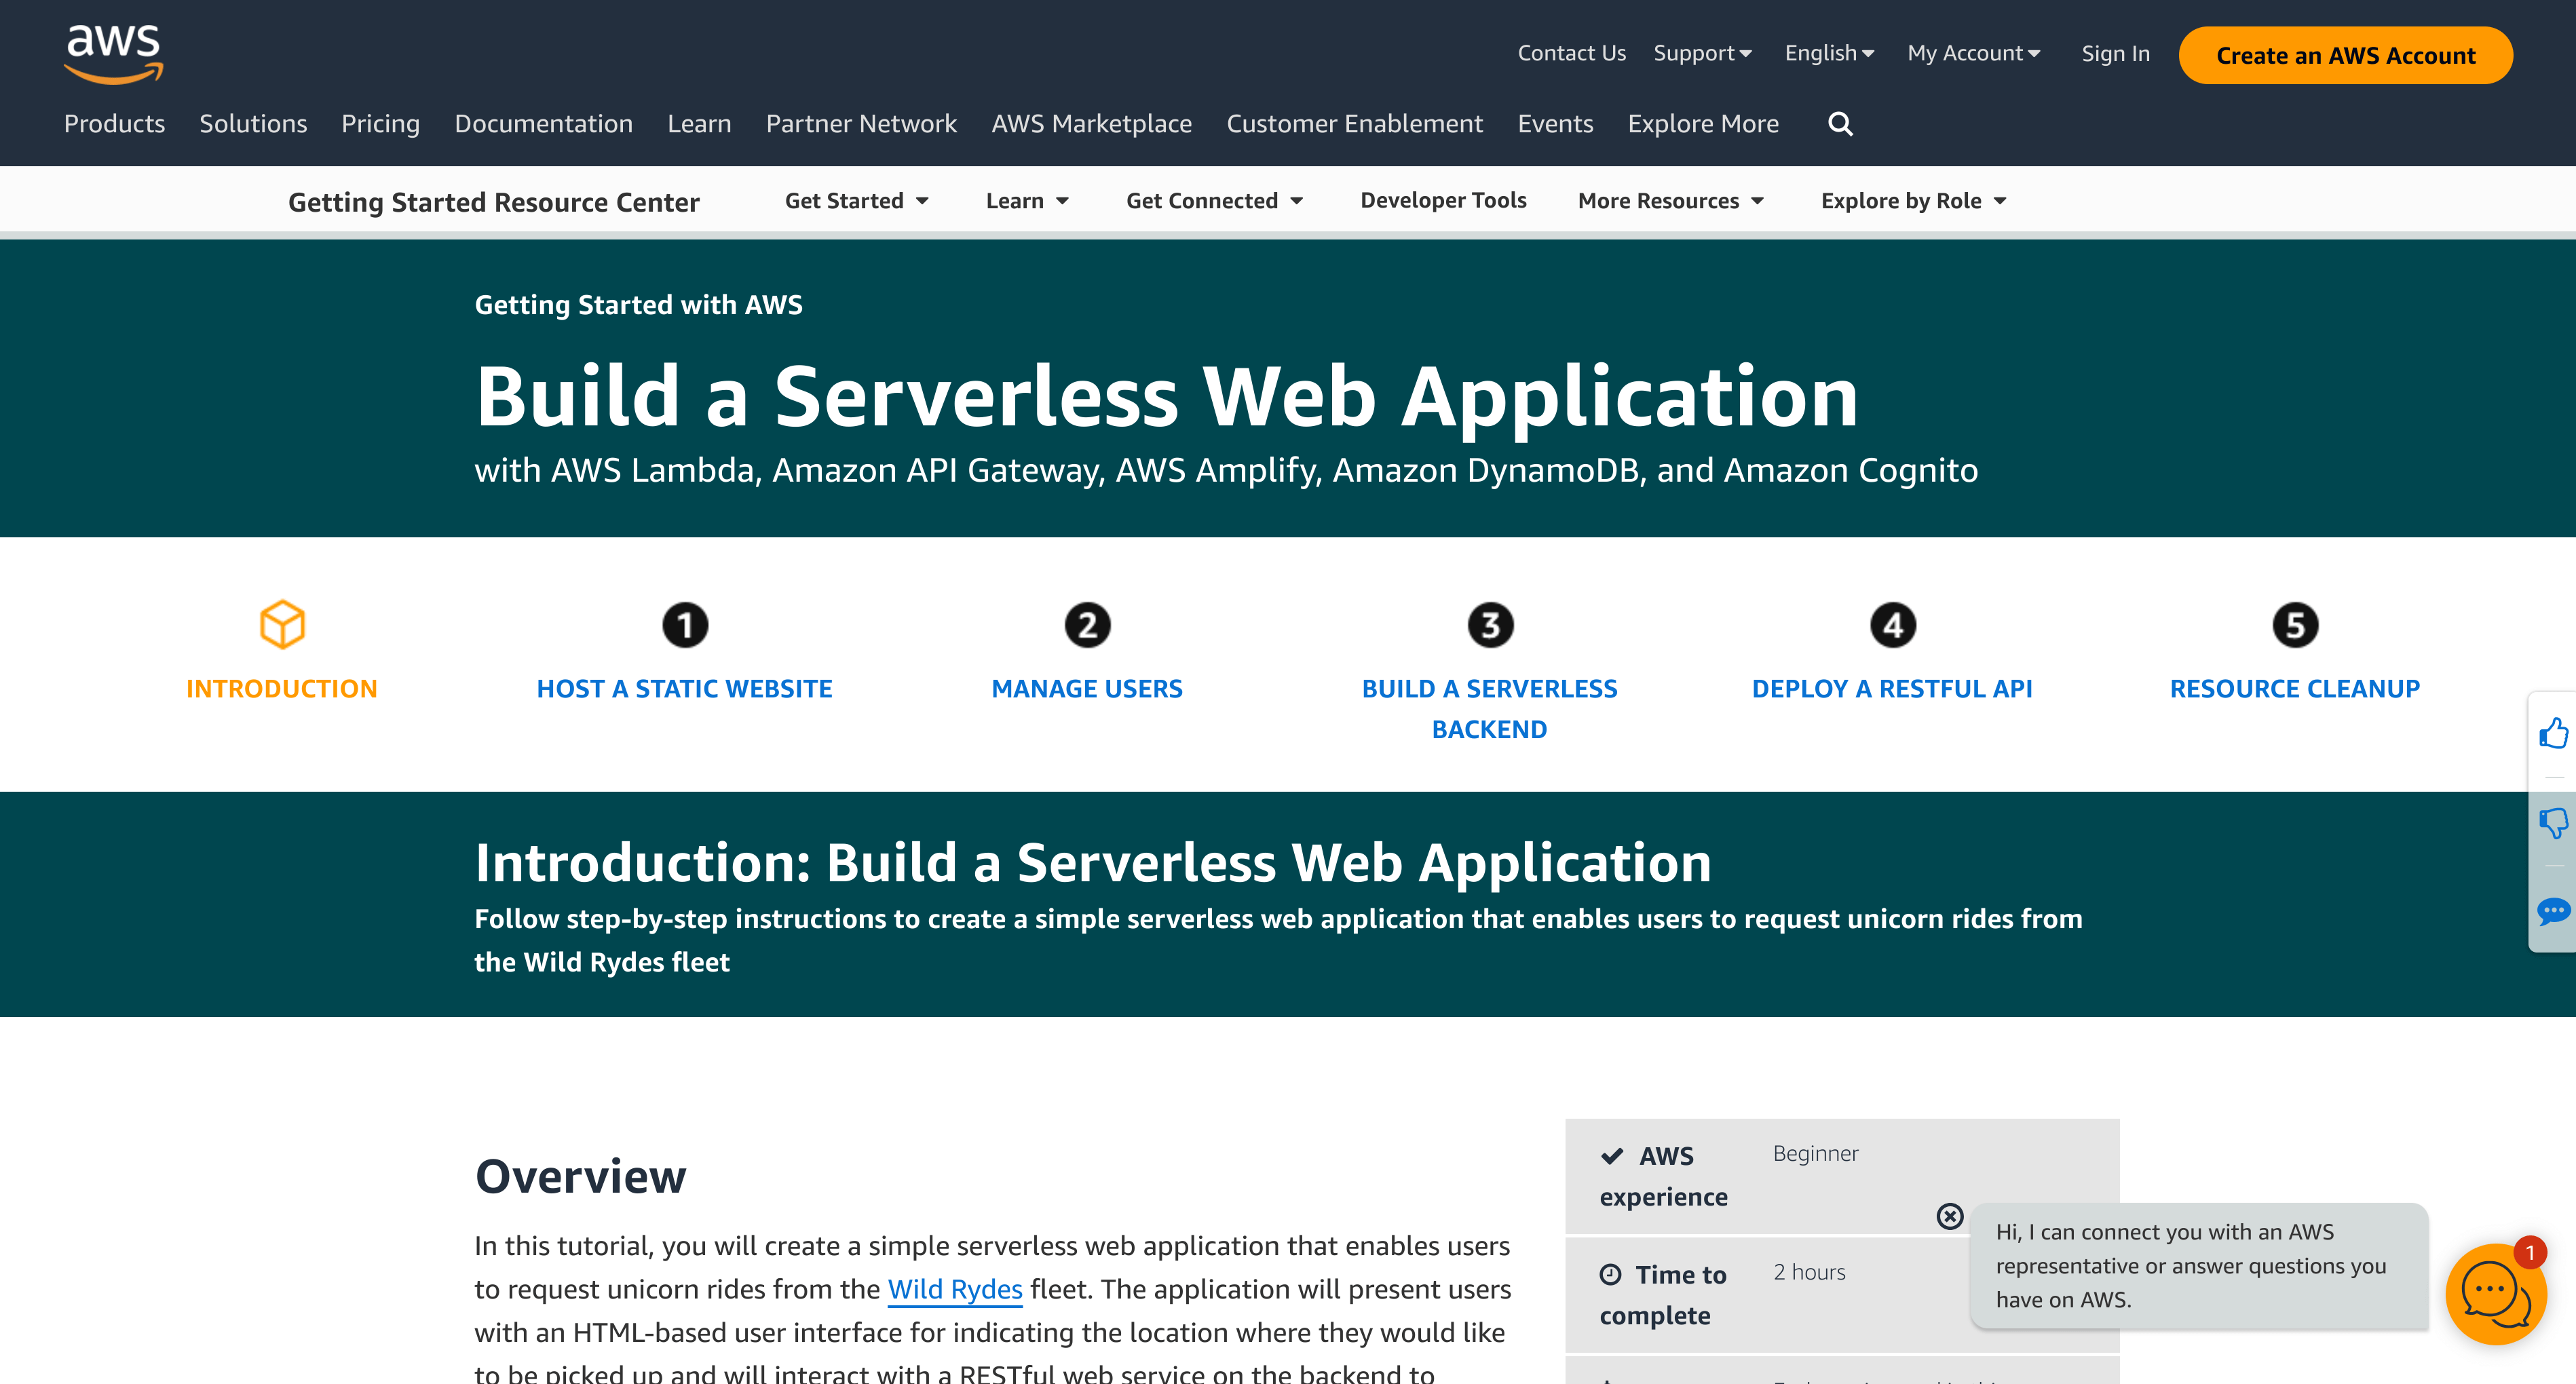 aws
Contact Us Support English My Account Sign In Create an AWS Account
Products Solutions Pricing Documentation Learn Partner Network AWS Marketplace Customer Enablement Events Explore More
Getting Started Resource Center Get Started Learn Get Connected Developer Tools More Resources Explore by Role
Getting Started with AWS
Build a Serverless Web Application
with AWS Lambda, Amazon API Gateway, AWS Amplify, Amazon DynamoDB, and Amazon Cognito
1 2 3 4 5
INTRODUCTION HOST A STATIC WEBSITE MANAGE USERS BUILD A SERVERLESS DEPLOY A RESTFUL API RESOURCE CLEANUP
BACKEND
Introduction: Build a Serverless Web Application
Follow step-by-step instructions to create a simple serverless web application that enables users to request unicorn rides from
the Wild Rydes fleet
Overview
In this tutorial, you will create a simple serverless web application that enables users
to request unicorn rides from the Wild Rydes fleet. The application will present users
with an HTML-based user interface for indicating the location where they would like
to be picked up and will interact with a RESTful web service on the backend to
AWS Beginner
experience
Time to 2 hours
complete
Hi, I can connect you with an AWS
representative or answer questions you
have on AWS.
1